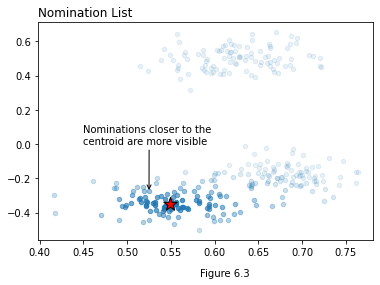 Nomination List
0.6
0.4
0.2
0.0
−0.2
−0.4
Nominations closer to the
centroid are more visible
0.40 0.45 0.50 0.55 0.60 0.65 0.70 0.75
Figure 6.3